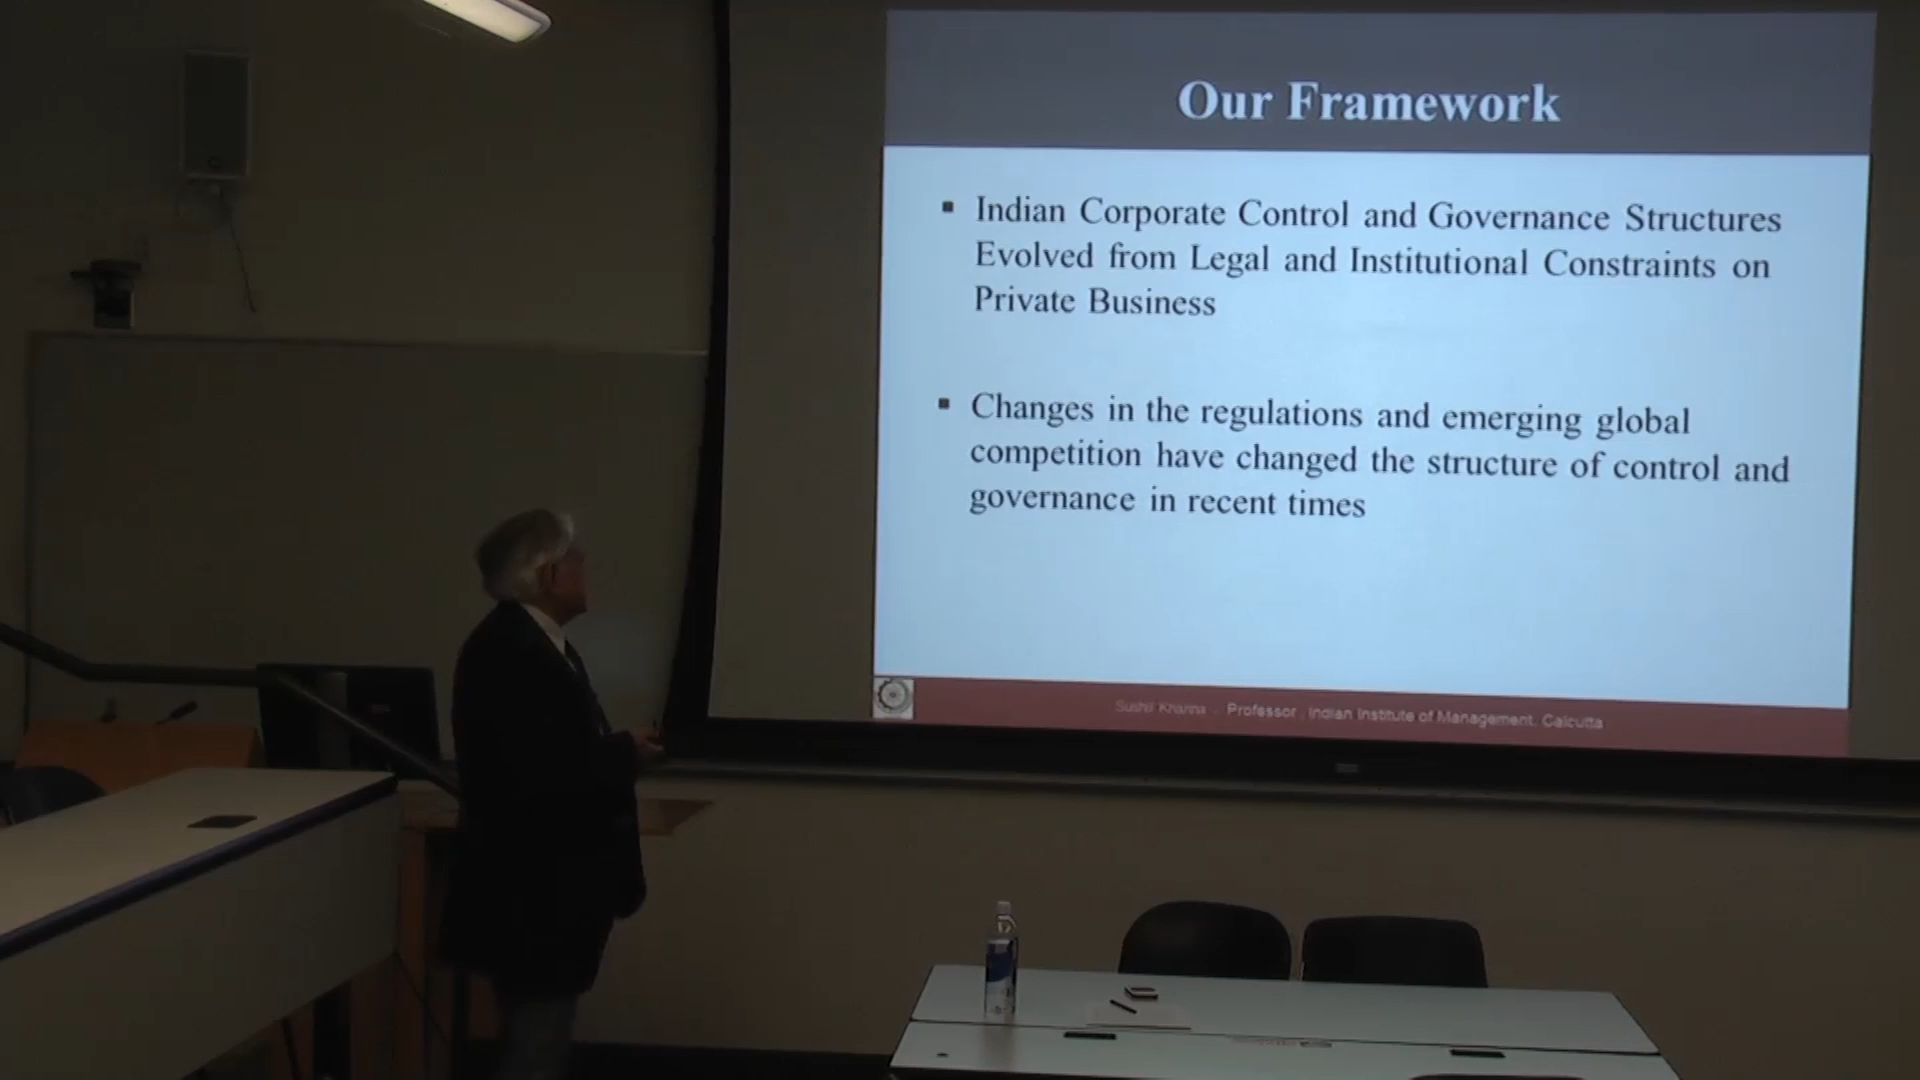 Our Framework
Indian Corporate Control and Governance Structures
Evolved from Legal and Institutional Constraints on
Private Business
Changes in the regulations and emerging global
competition have changed the structure of control and
governance in recent times
Sushil Khanna - Professor, Indian Institute of Management, Calcutta